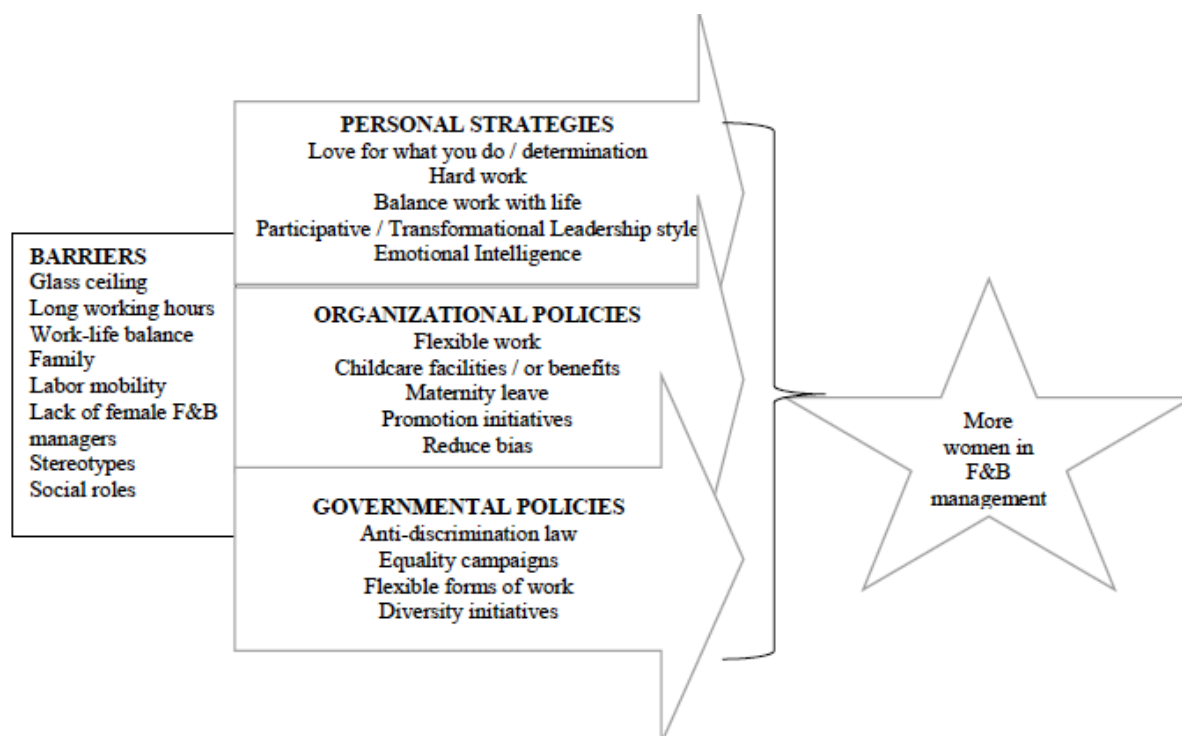 BARRIERS
Glass ceiling
Long working hours
Work-life balance
Family
Labor mobility
Lack of female F&B
managers
Stereotypes
Social roles
PERSONAL STRATEGIES
Love for what you do / determination
Hard work
Balance work with life
Participative / Transformational Leadership style
Emotional Intelligence
ORGANIZATIONAL POLICIES
Flexible work
Childcare facilities / or benefits
Maternity leave
Promotion initiatives
Reduce bias
GOVERNMENTAL POLICIES
Anti-discrimination law
Equality campaigns
Flexible forms of work
Diversity initiatives
More
women in
F&B
management